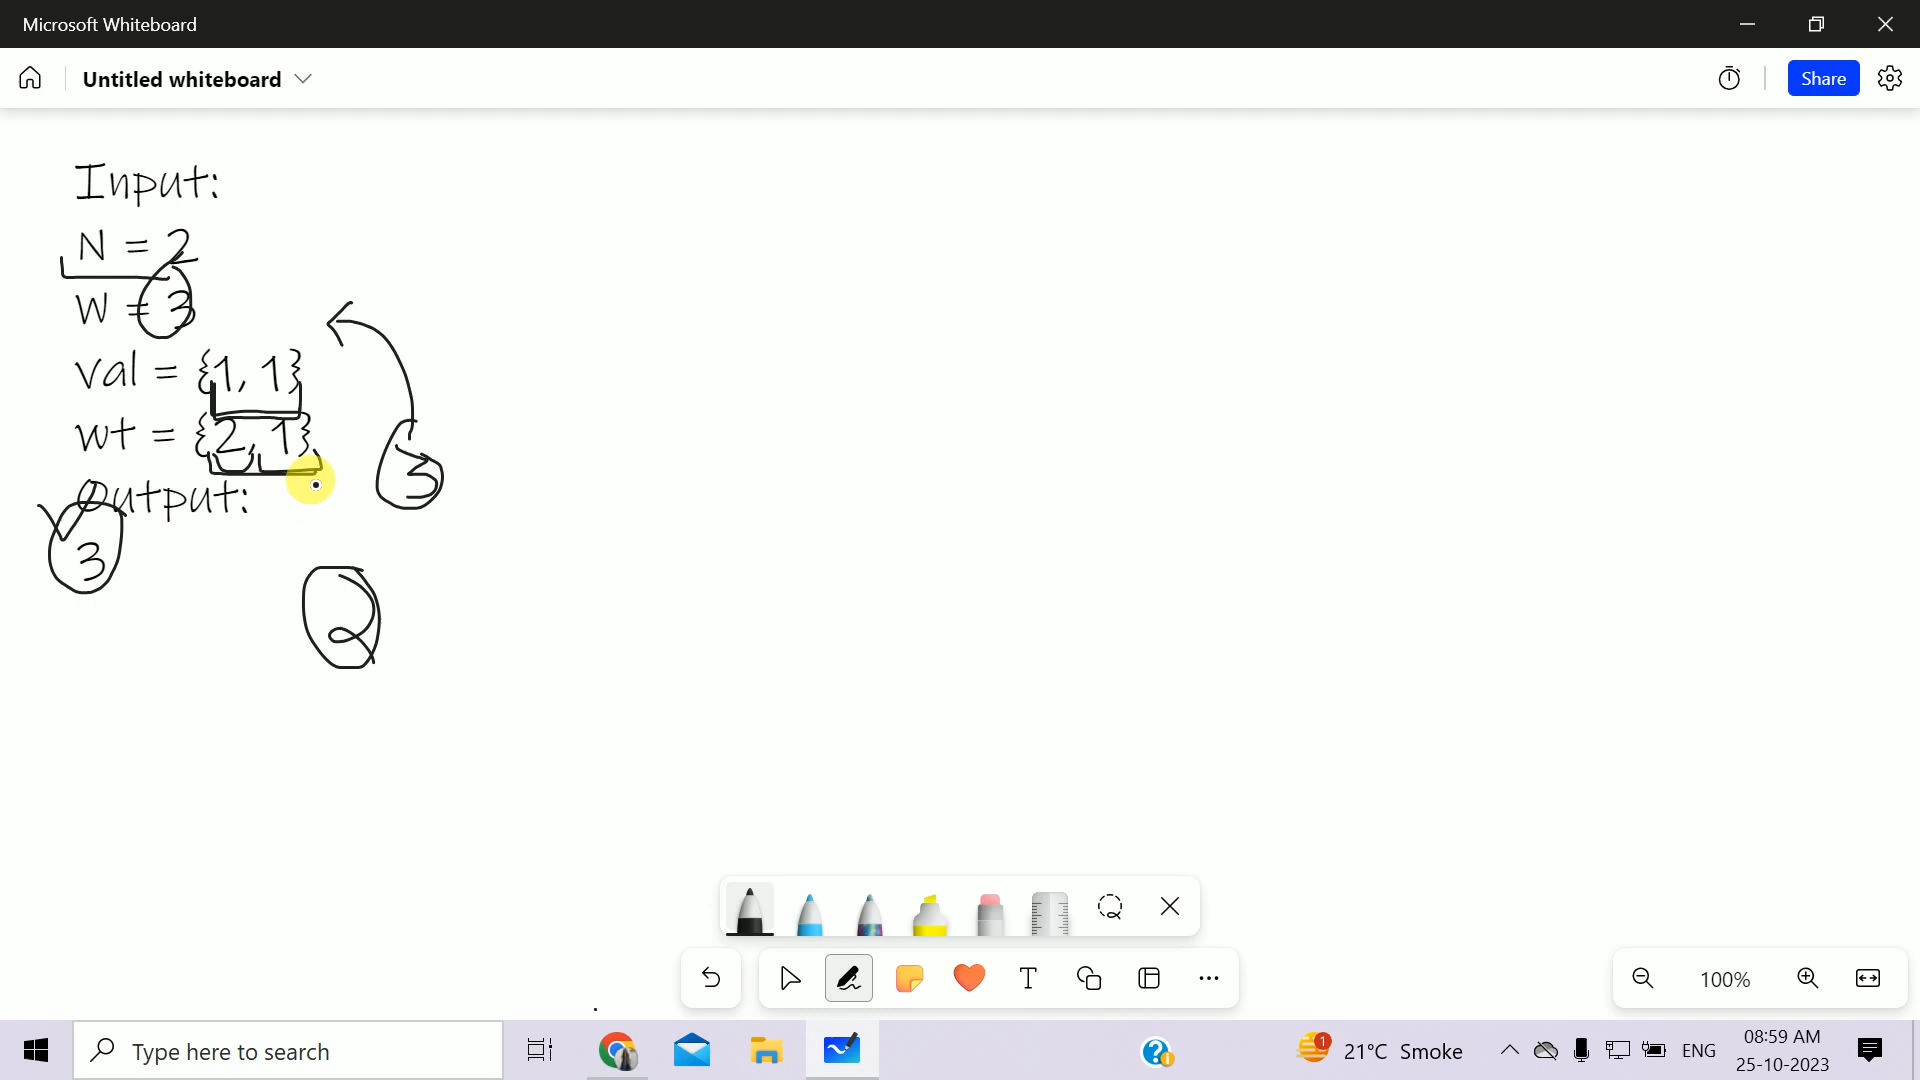 Microsoft Whiteboard
Untitled whiteboard
Share
Input:
N = 2
W = 3
val = {1, 1}
wt = {2, 1}
3
Output:
3
2
100%
Type here to search
1
21°C Smoke
ENG
08:59 AM
25-10-2023